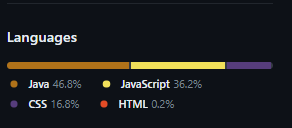 Languages
Java 46.8% JavaScript 36.2%
CSS 16.8% HTML 0.2%